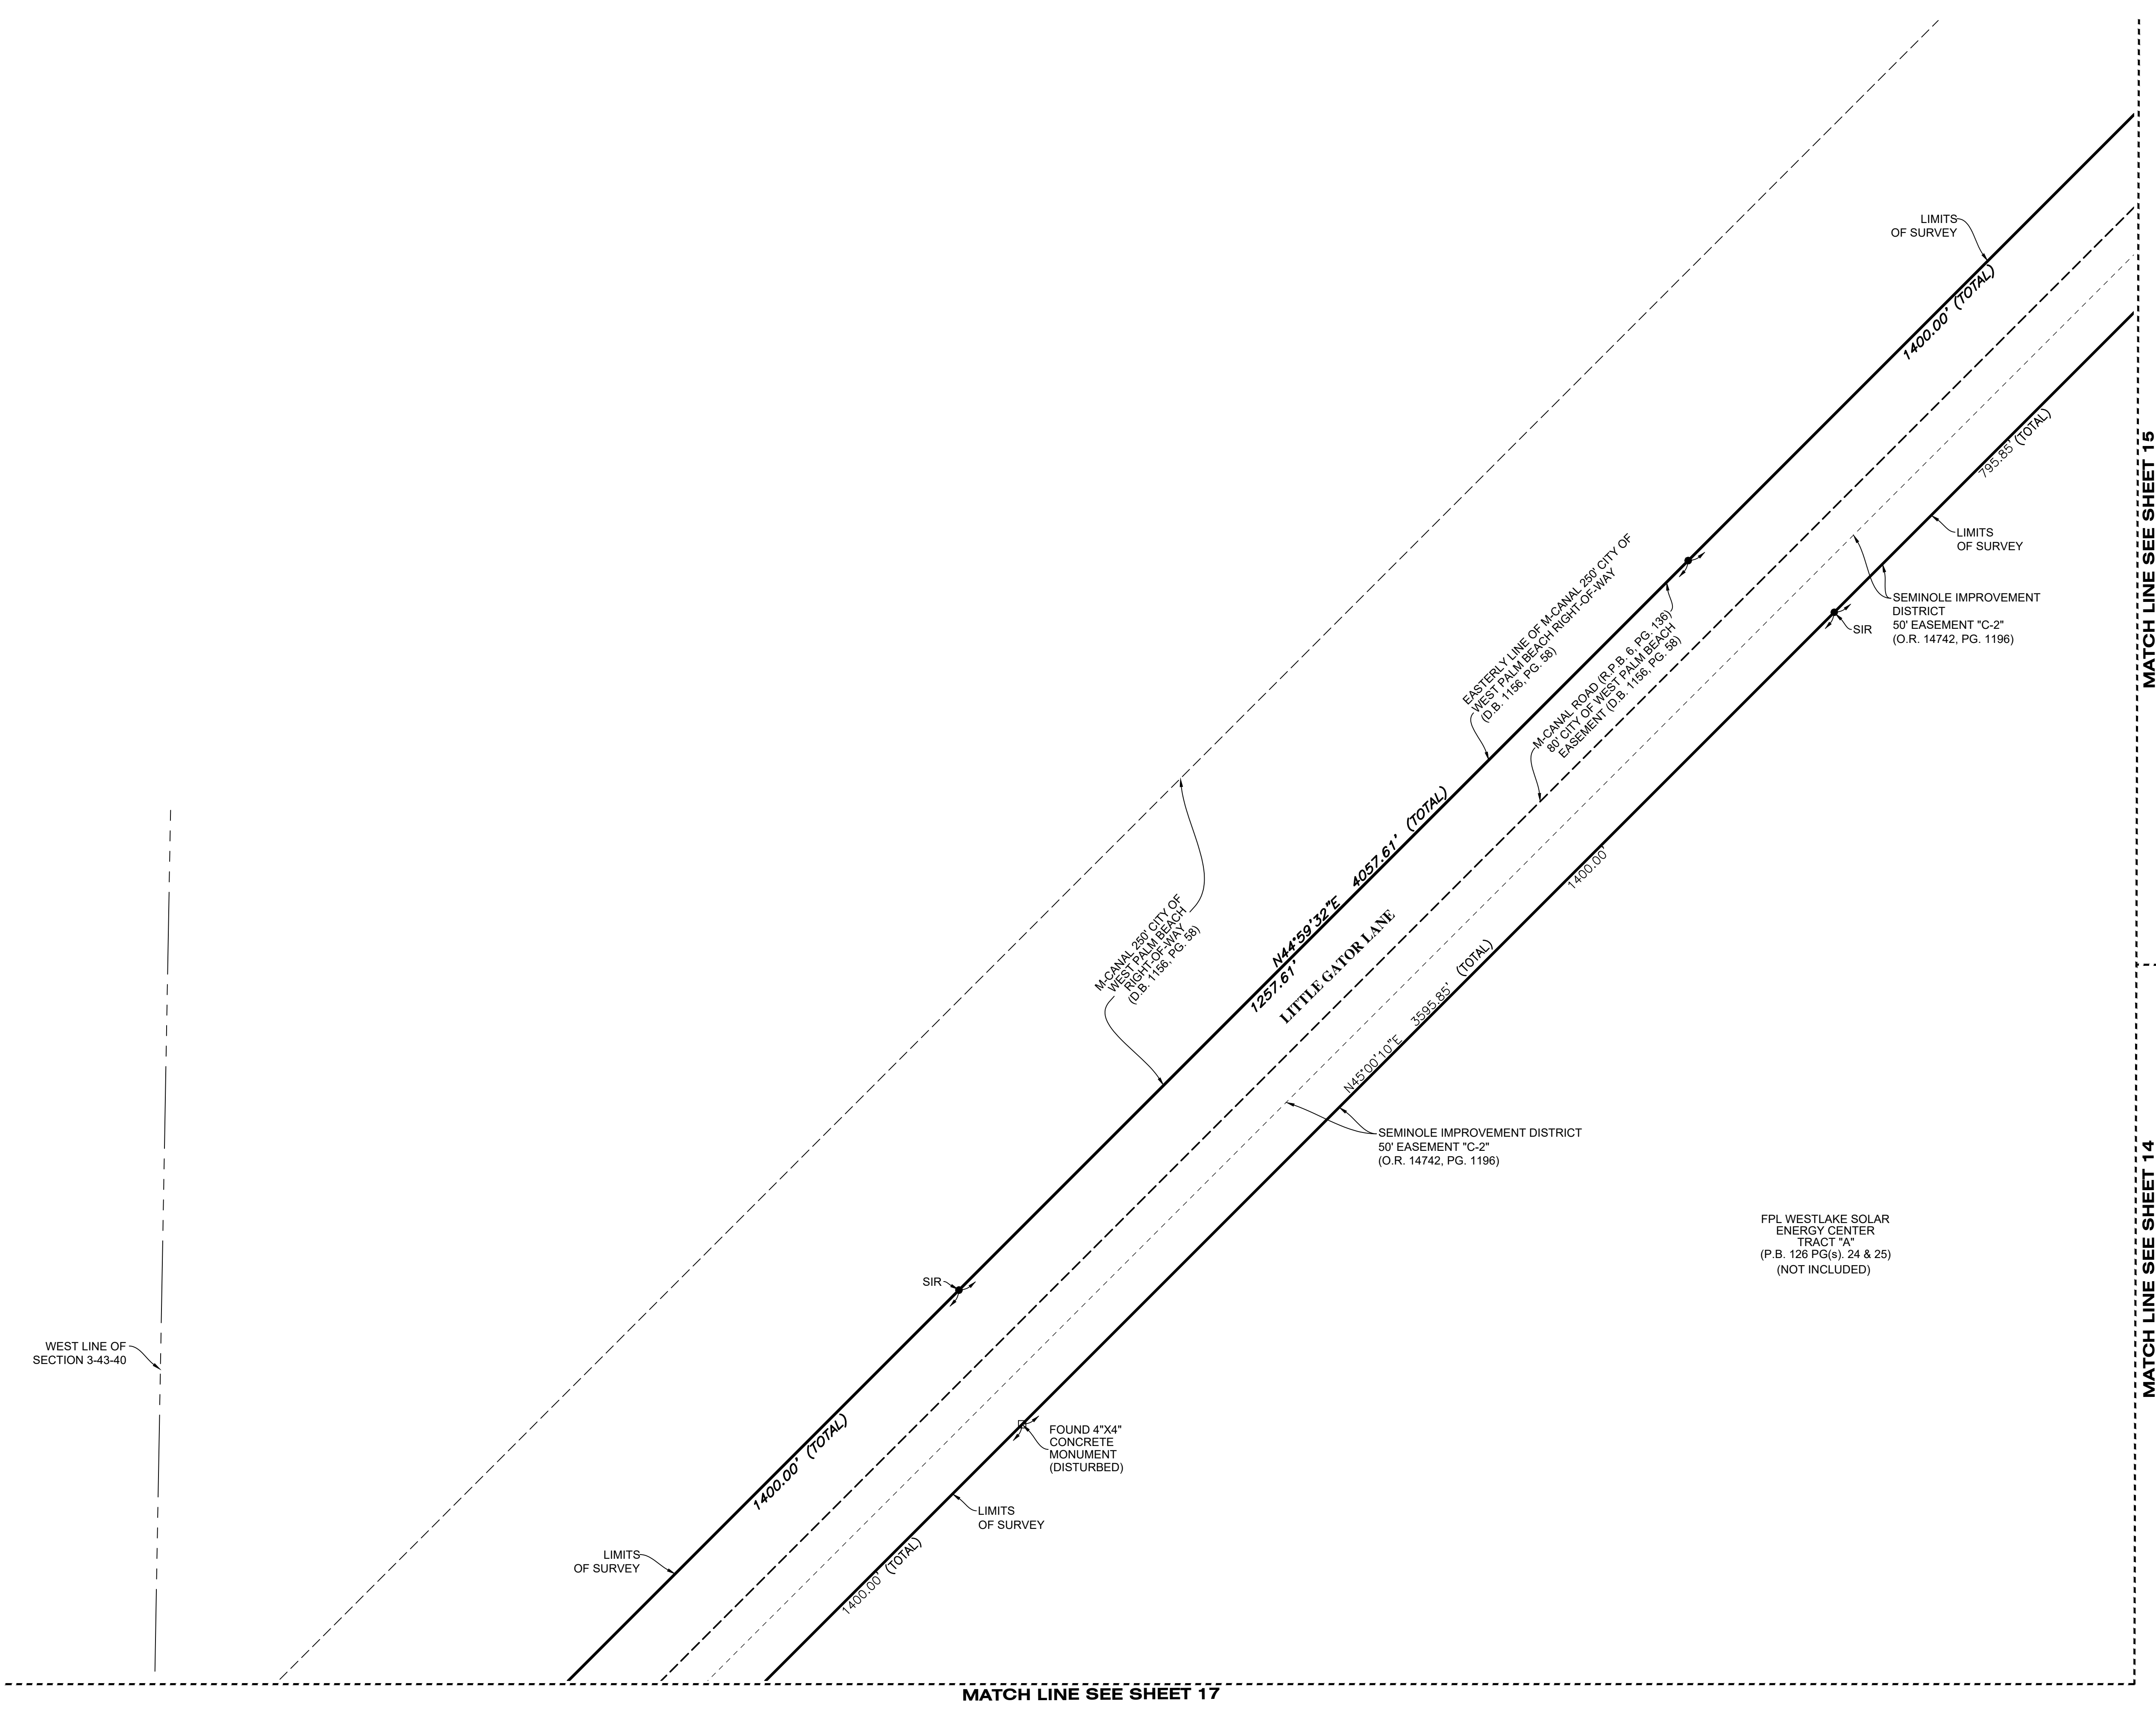 LIMITS
OF SURVEY
1400.00' (TOTAL)
795.85' (TOTAL)
MATCH LINE SEE SHEET 15
LIMITS
OF SURVEY
EASTERLY LINE OF M-CANAL 250' CITY OF
WEST PALM BEACH RIGHT-OF-WAY
(D.B. 1156, PG. 58)
M-CANAL ROAD (R.P.B. 6, PG. 136)
80' CITY OF WEST PALM BEACH
EASEMENT (D.B. 1156, PG. 58)
SEMINOLE IMPROVEMENT
DISTRICT
50' EASEMENT "C-2"
(O.R. 14742, PG. 1196)
SIR
1400.00'
M-CANAL 250' CITY OF
WEST PALM BEACH
RIGHT-OF-WAY
(D.B. 1156, PG. 58)
N44°59'32"E 4057.61' (TOTAL)
1257.61'
LITTLE GATOR LANE
N45°00'10"E 3595.85' (TOTAL)
SEMINOLE IMPROVEMENT DISTRICT
50' EASEMENT "C-2"
(O.R. 14742, PG. 1196)
FPL WESTLAKE SOLAR
ENERGY CENTER
TRACT "A"
(P.B. 126 PG(s). 24 & 25)
(NOT INCLUDED)
MATCH LINE SEE SHEET 14
SIR
WEST LINE OF
SECTION 3-43-40
1400.00' (TOTAL)
FOUND 4"X4"
CONCRETE
MONUMENT
(DISTURBED)
LIMITS
OF SURVEY
LIMITS
OF SURVEY
1400.00' (TOTAL)
MATCH LINE SEE SHEET 17